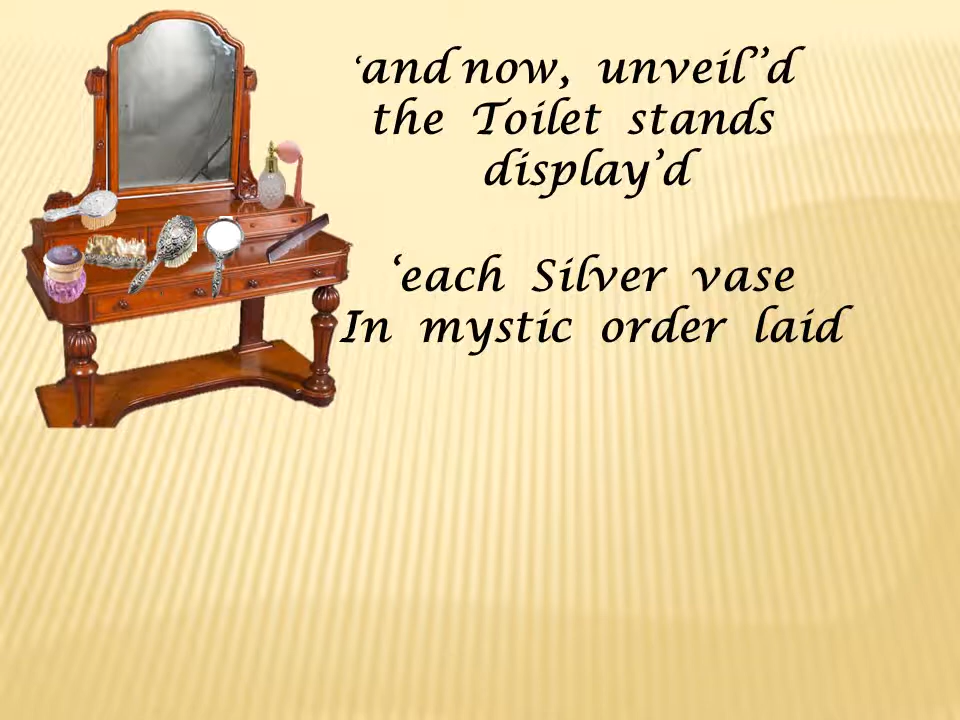 ‘and now, unveil’’d
the Toilet stands
display’d
‘each Silver vase
In mystic order laid